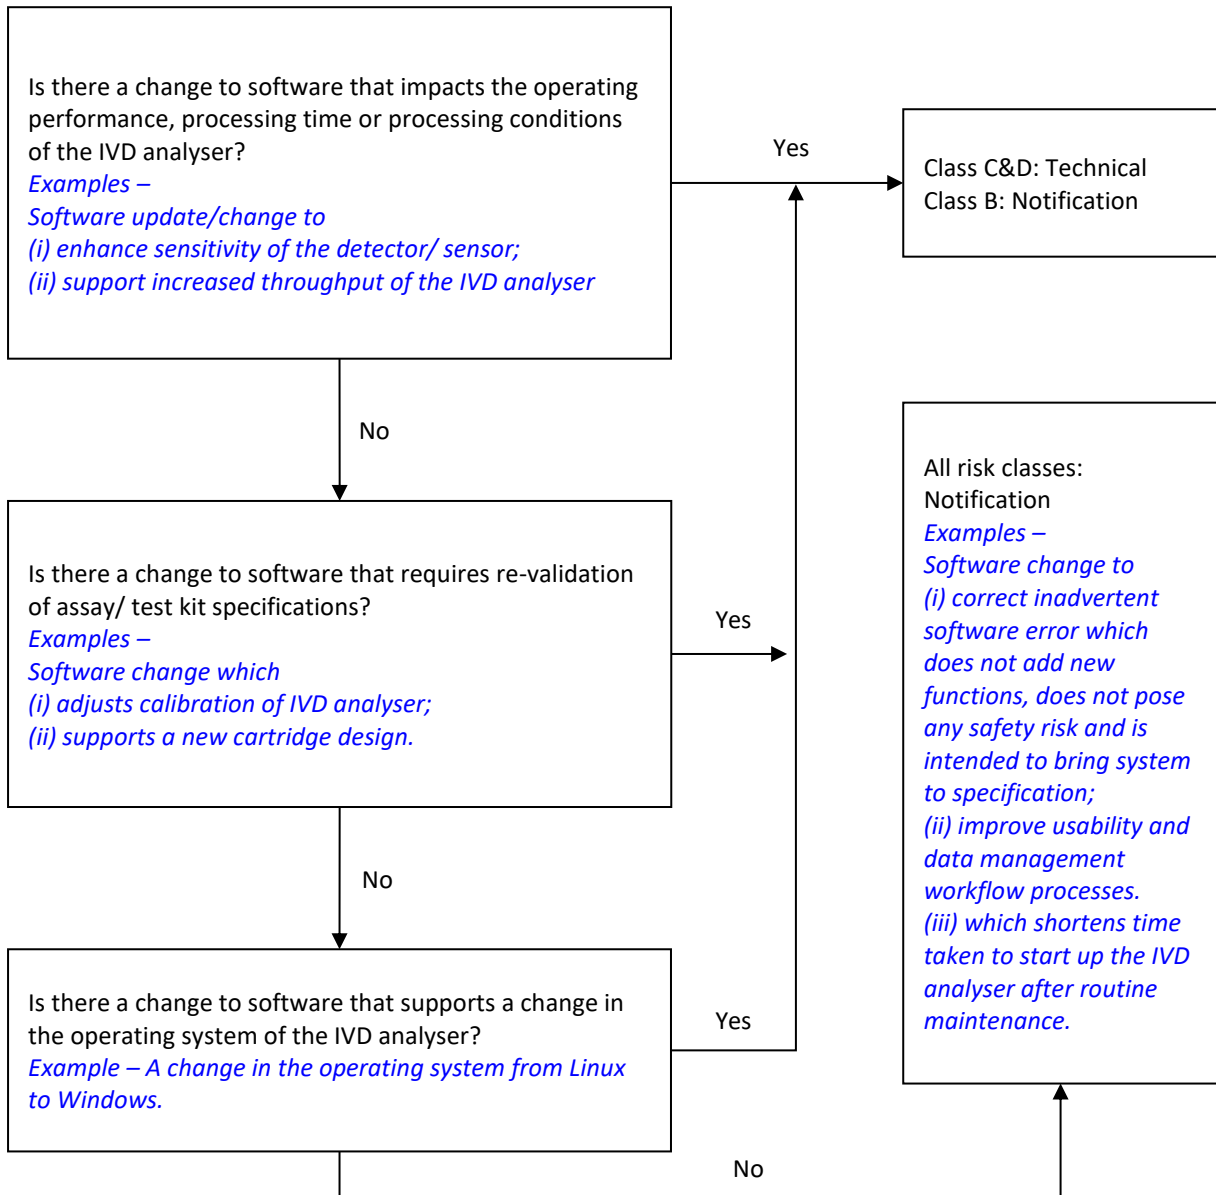 Is there a change to software that impacts the operating
performance, processing time or processing conditions
of the IVD analyser?
Examples –
Software update/change to
(i) enhance sensitivity of the detector/ sensor;
(ii) support increased throughput of the IVD analyser
Yes
Class C&D: Technical
Class B: Notification
No
Is there a change to software that requires re-validation
of assay/ test kit specifications?
Examples –
Software change which
(i) adjusts calibration of IVD analyser;
(ii) supports a new cartridge design.
Yes
No
Is there a change to software that supports a change in
the operating system of the IVD analyser?
Example – A change in the operating system from Linux
to Windows.
Yes
No
All risk classes:
Notification
Examples –
Software change to
(i) correct inadvertent
software error which
does not add new
functions, does not pose
any safety risk and is
intended to bring system
to specification;
(ii) improve usability and
data management
workflow processes.
(iii) which shortens time
taken to start up the IVD
analyser after routine
maintenance.